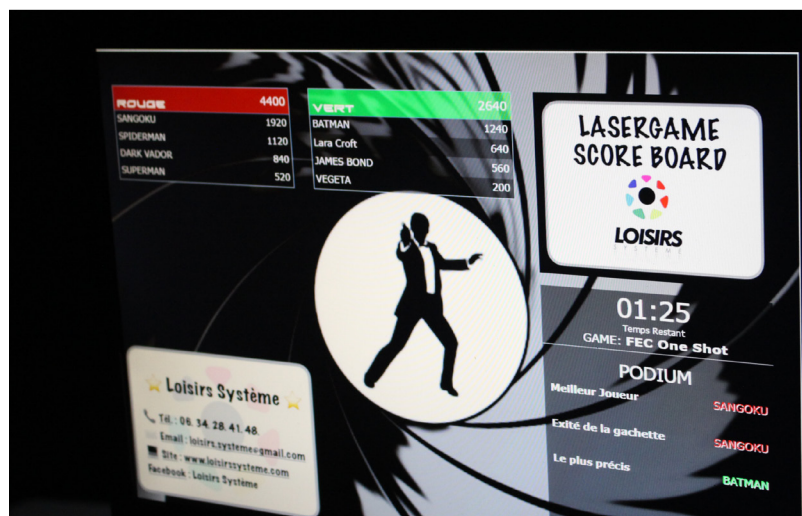 ROUGE 4400
SANGOKU 1920
SPIDERMAN 1120
DARK VADOR 840
SUPERMAN 520
VERT 2640
BATMAN 1240
Lara Croft 640
JAMES BOND 560
VEGETA 200
LASERGAME
SCORE BOARD
LOISIRS
SYSTEME
01:25
Temps Restant
GAME: FEC One Shot
PODIUM
Meilleur Joueur
SANGOKU
Exité de la gachette
SANGOKU
Le plus précis
BATMAN
Loisirs Système
Tél. : 06. 34. 28. 41. 48.
Email : loisirs.systeme@gmail.com
Site : www.loisirssysteme.com
Facebook : Loisirs Système